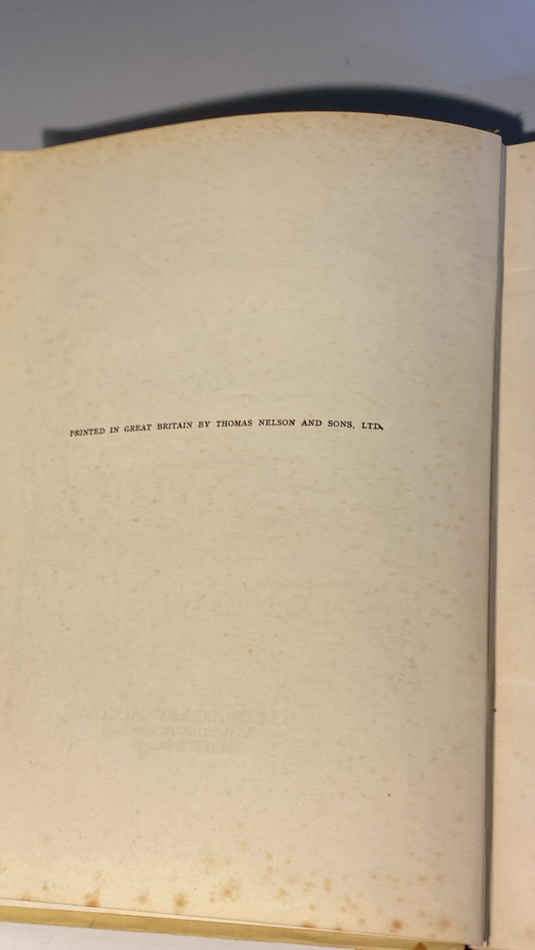 PRINTED IN GREAT BRITAIN BY THOMAS NELSON AND SONS, LTD.